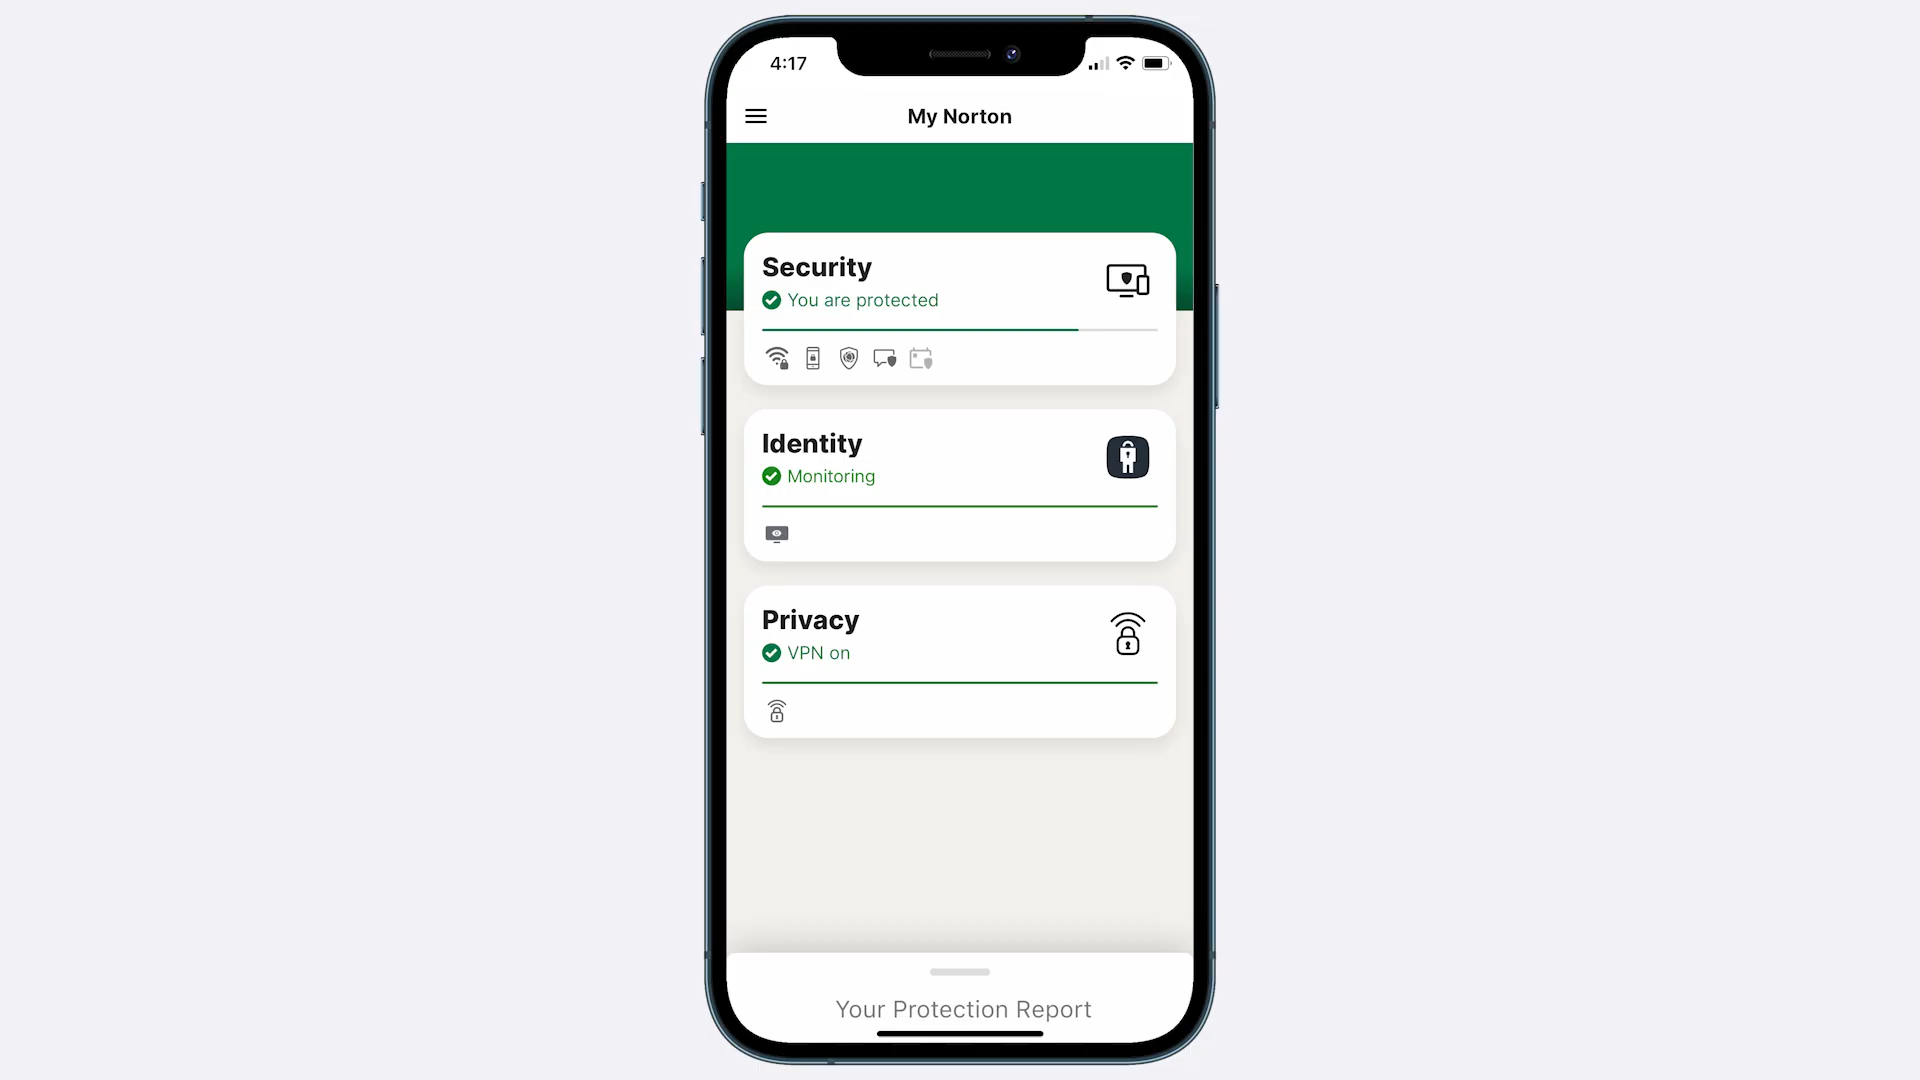 4:17
My Norton
Security
You are protected
Identity
Monitoring
Privacy
VPN on
Your Protection Report